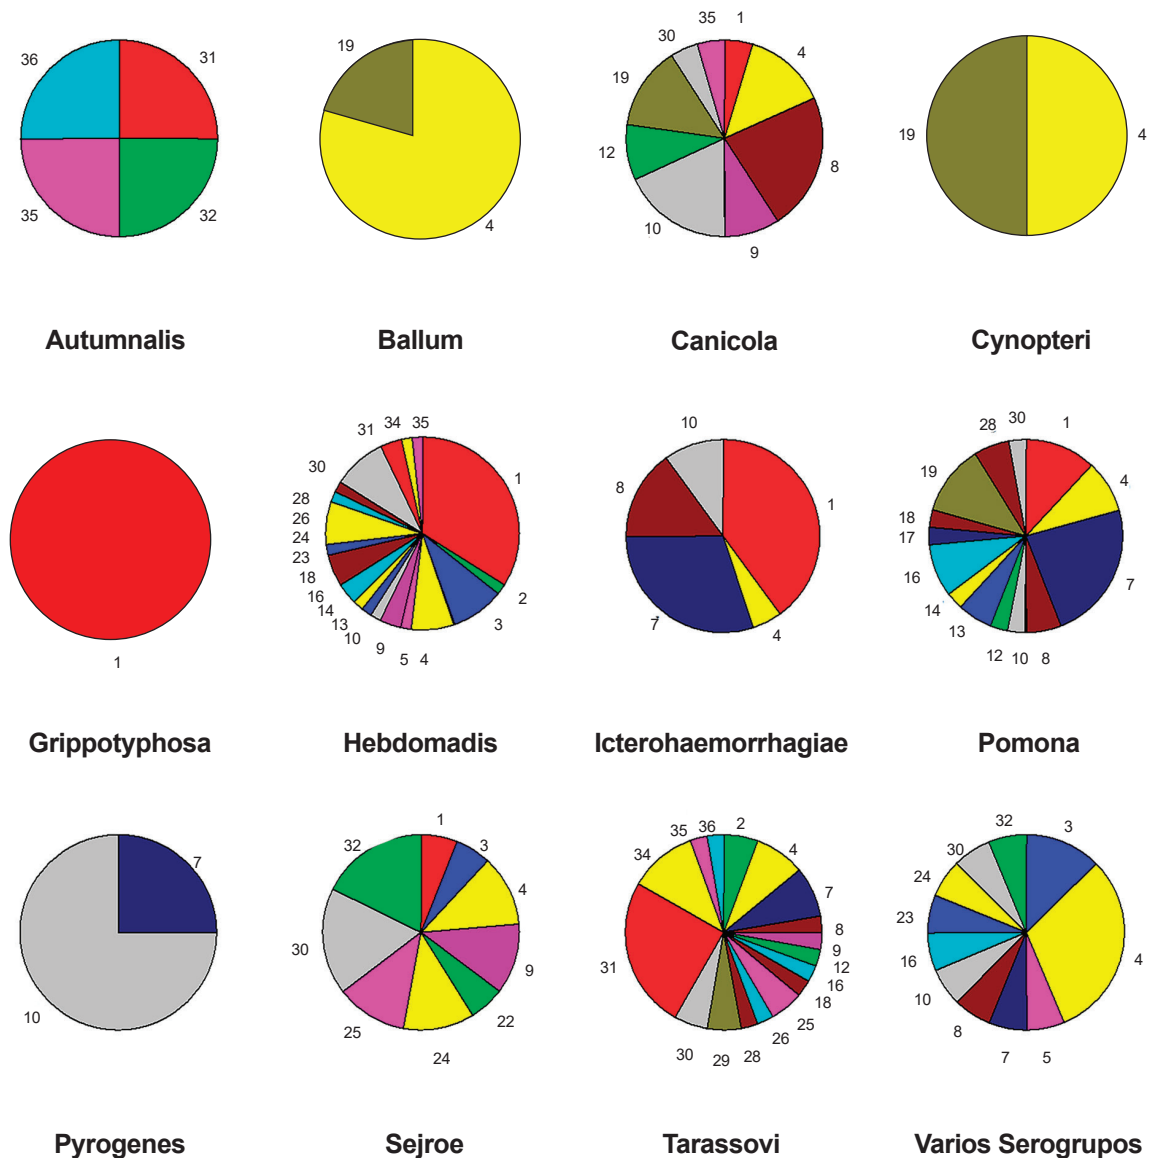 36 31
35 32
Autumnalis
19
4
Ballum
35 1
30 4
19
12 8
10 9
Canicola
19 4
Cynopteri
1
Grippotyphosa
31 34 35
30 1
28
26
24
23
18 2
16 3
14
13
10 9 5 4
Hebdomadis
10
8 1
7 4
Icterohaemorrhagiae
28 30 1
19 4
18
17
16 7
14
13
12 10 8
Pomona
7
10
Pyrogenes
1 3
32 4
30 9
25 22
24
Sejroe
35 36 2
34 4
7
31 8
9
12
16
18
25
26
30 29 28
Tarassovi
32 3
30
24
23 4
16
10
8 7 5
Varios Serogrupos